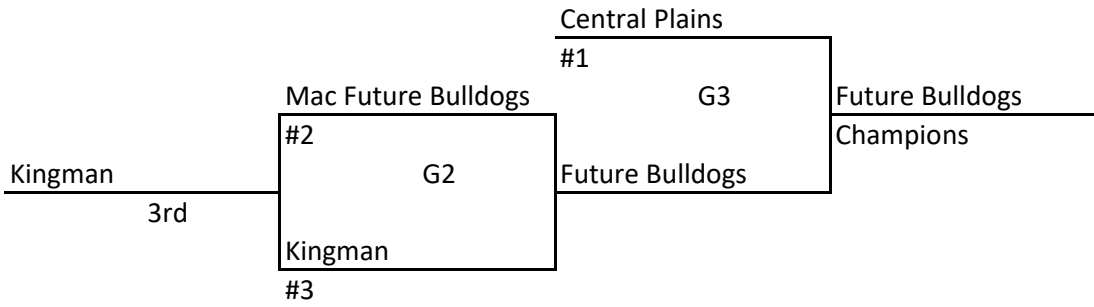 Central Plains
#1
Mac Future Bulldogs
G3
Future Bulldogs
#2
Champions
Kingman
G2
Future Bulldogs
3rd
Kingman
#3